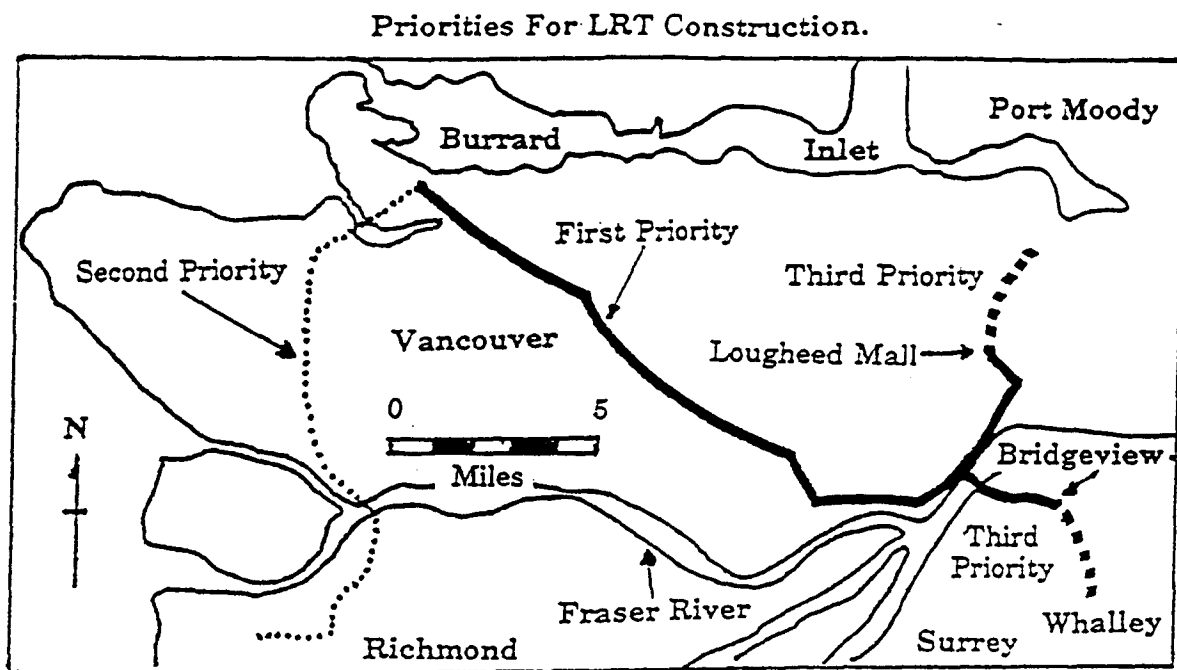 Priorities For LRT Construction.
Port Moody
Burrard
Inlet
First Priority
Second Priority
Third Priority
Vancouver
Lougheed Mall
0 5
N
Bridgeview
Miles
Third
Priority
Fraser River
Whalley
Richmond
Surrey